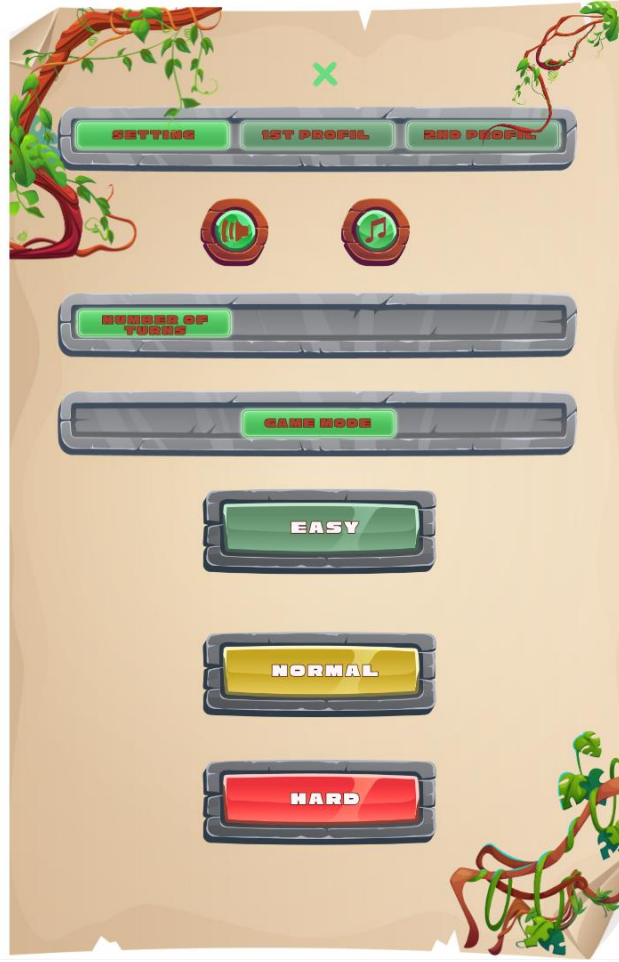 SETTING
1ST PROFIL
2ND PROFIL
NUMBER OF
TURNS
GAME MODE
EASY
NORMAL
HARD